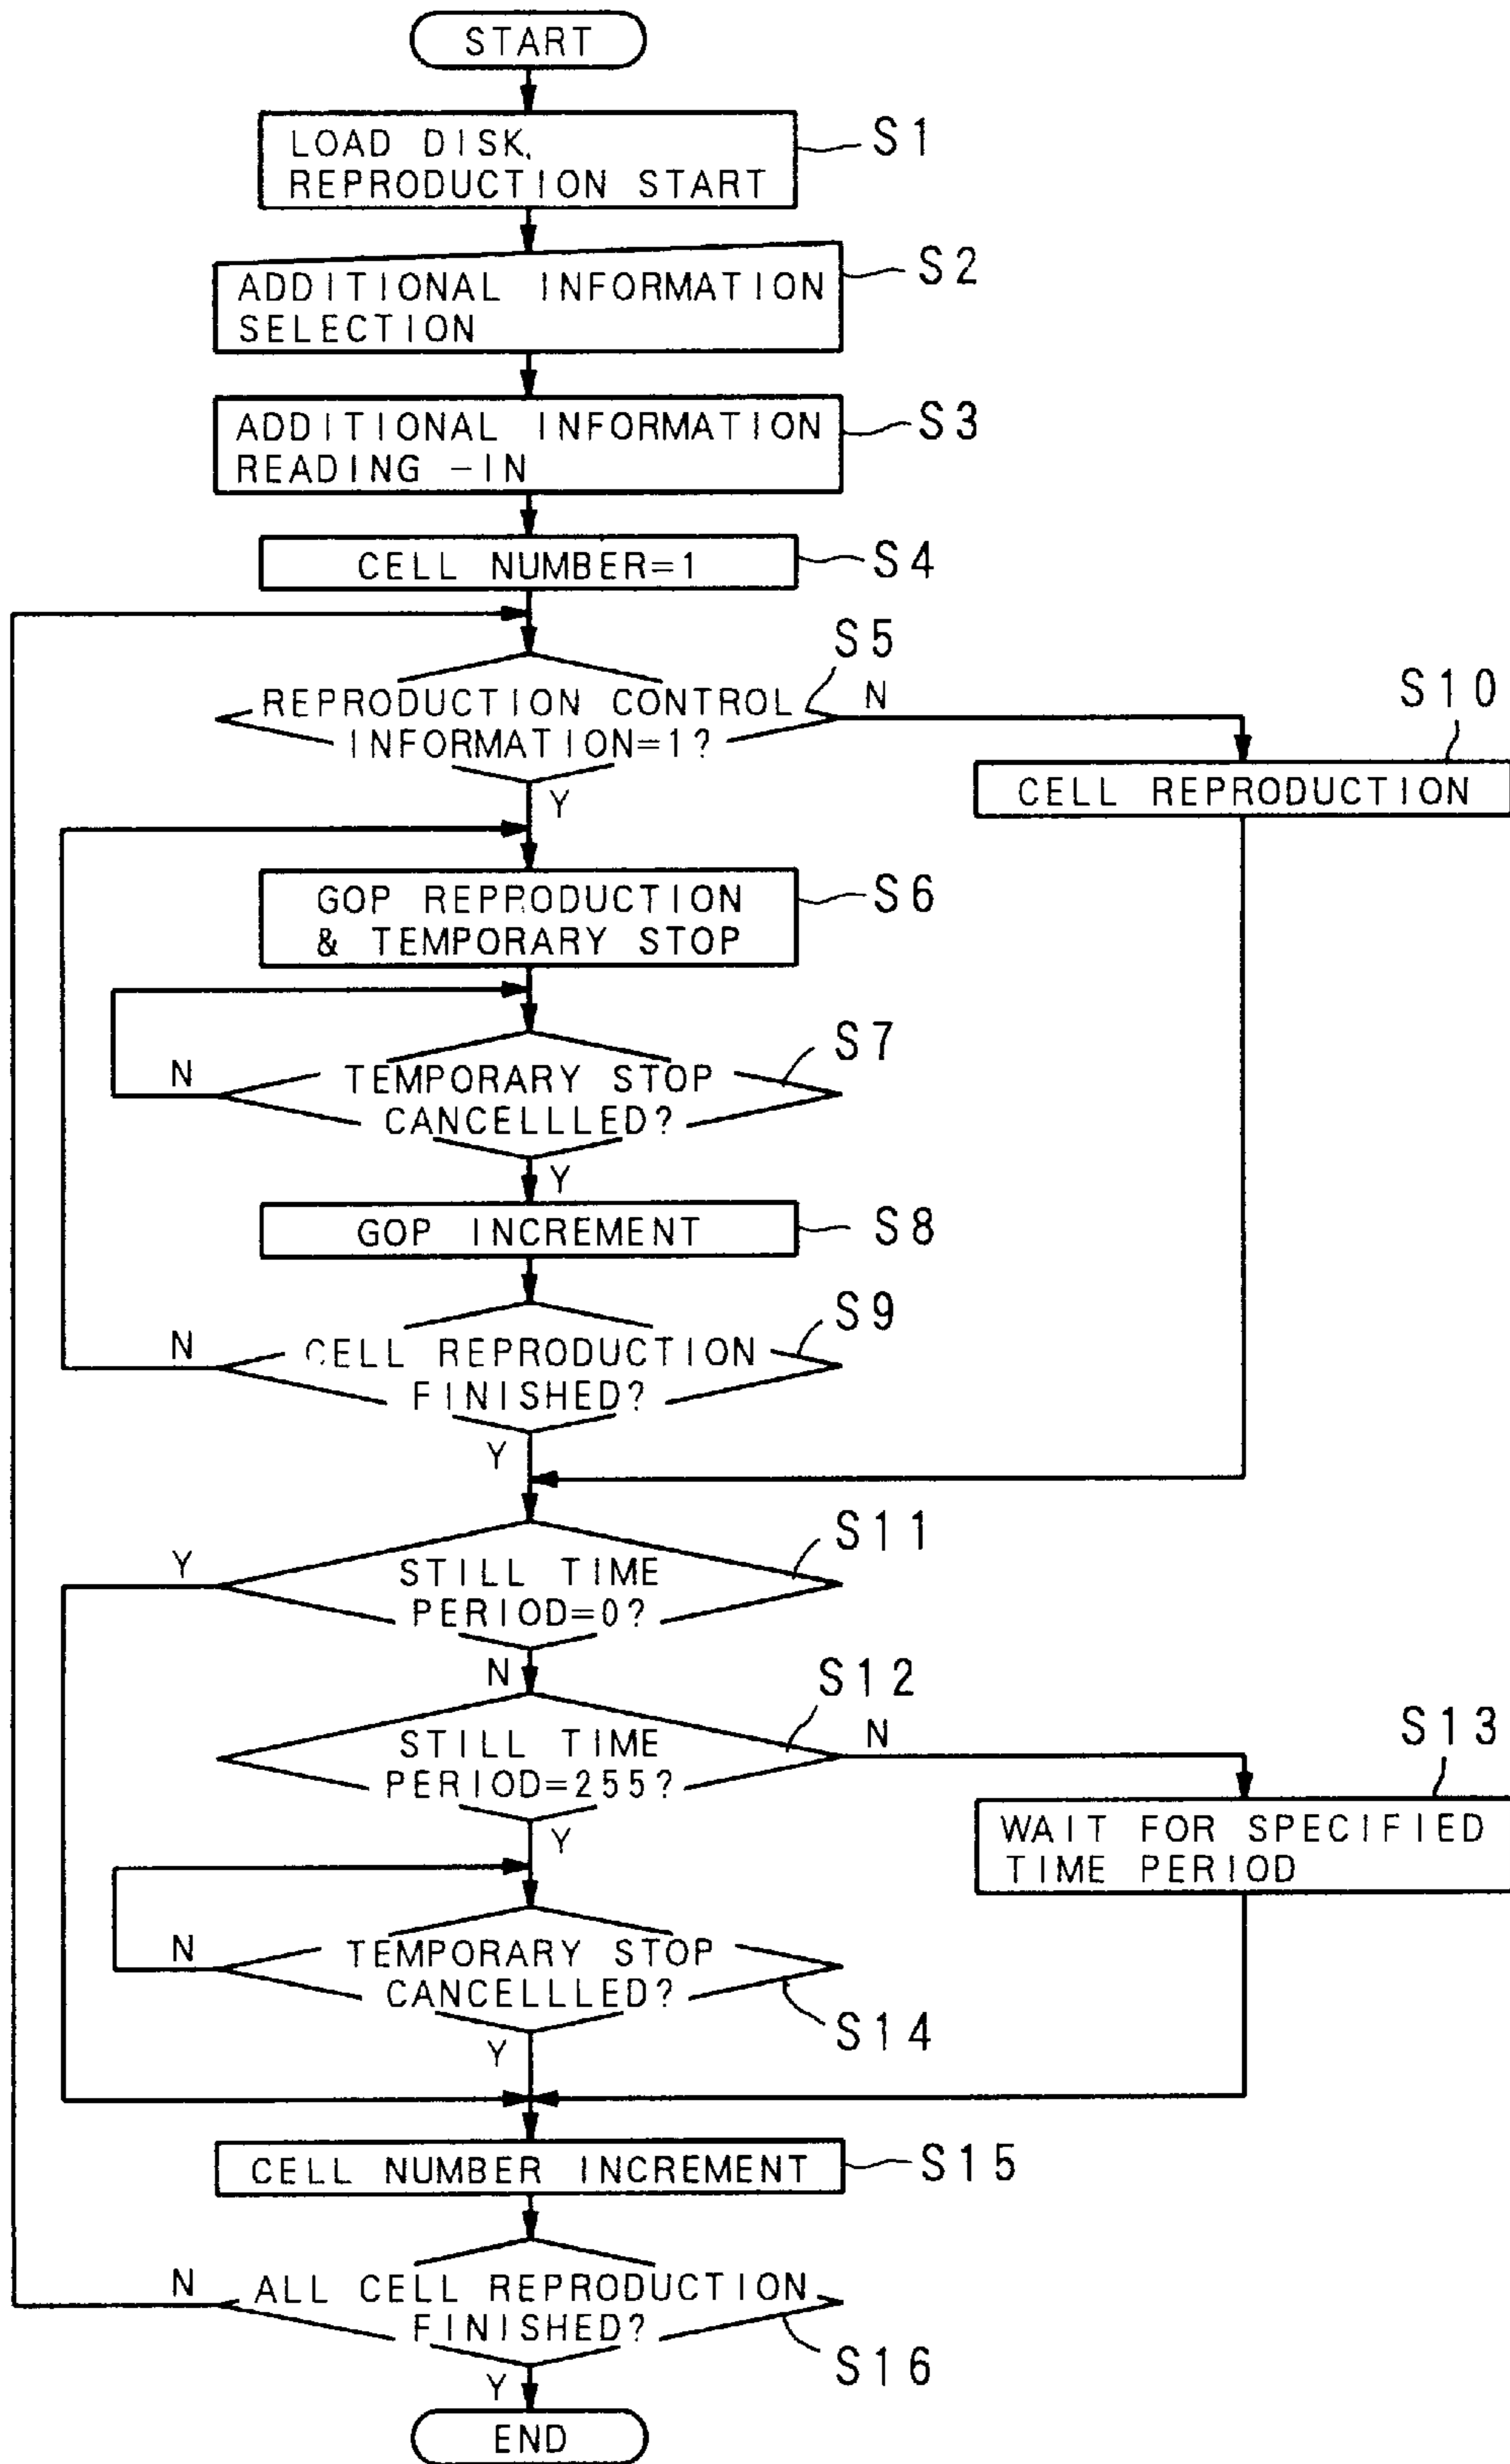 START
LOAD DISK,
REPRODUCTION START
S1
ADDITIONAL INFORMATION
SELECTION
S2
ADDITIONAL INFORMATION
READING -IN
S3
CELL NUMBER=1
S4
REPRODUCTION CONTROL
INFORMATION=1?
S5
N
Y
S10
CELL REPRODUCTION
GOP REPRODUCTION
& TEMPORARY STOP
S6
TEMPORARY STOP
CANCELLLED?
S7
N
Y
GOP INCREMENT
S8
CELL REPRODUCTION
FINISHED?
S9
N
Y
STILL TIME
PERIOD=0?
S11
Y
N
STILL TIME
PERIOD=255?
S12
N
Y
S13
WAIT FOR SPECIFIED
TIME PERIOD
TEMPORARY STOP
CANCELLLED?
N
S14
Y
CELL NUMBER INCREMENT
S15
ALL CELL REPRODUCTION
FINISHED?
N
S16
Y
END